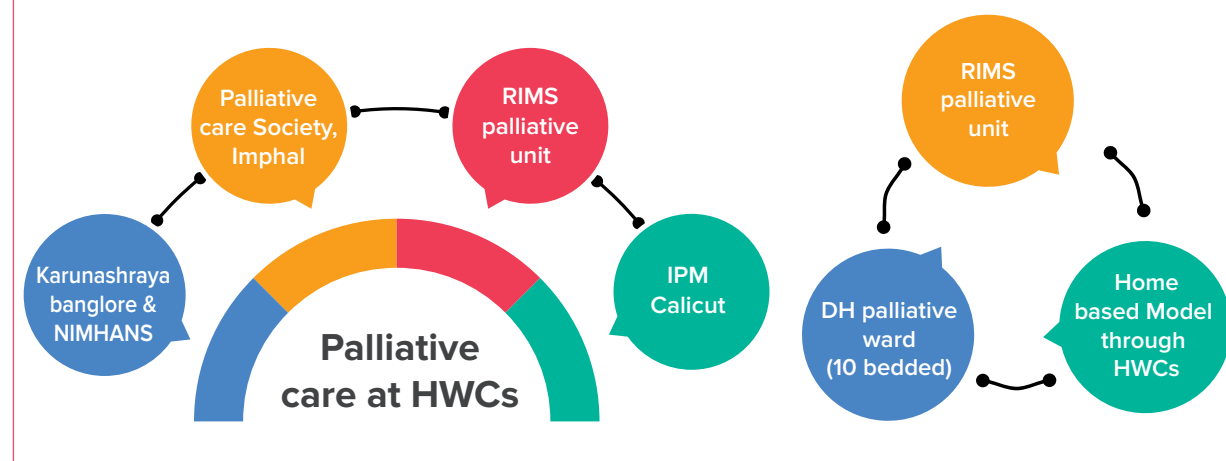 Karunashraya
banglore &
NIMHANS
Palliative
care Society,
Imphal
RIMS
palliative
unit
IPM
Calicut
Palliative
care at HWCs
RIMS
palliative
unit
DH palliative
ward
(10 bedded)
Home
based Model
through
HWCs